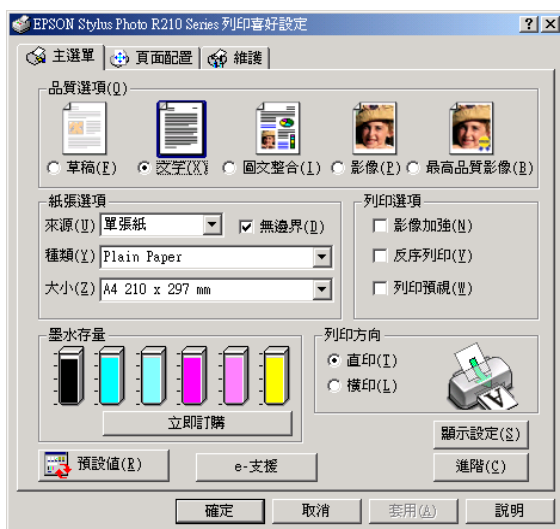 EPSON Stylus Photo R210 Series 列印喜好設定
主選單 頁面配置 維護
品質選項(Q)
草稿(F) 文字(X) 圖文整合(I) 影像(P) 最高品質影像(B)
紙張選項
來源(U) 單張紙 無邊界(D)
種類(Y) Plain Paper
大小(Z) A4 210 x 297 mm
列印選項
影像加強(N)
反序列印(V)
列印預視(W)
墨水存量
立即訂購
列印方向
直印(T)
橫印(L)
顯示設定(S)
預設值(R) e-支援 進階(C)
確定 取消 套用(A) 說明